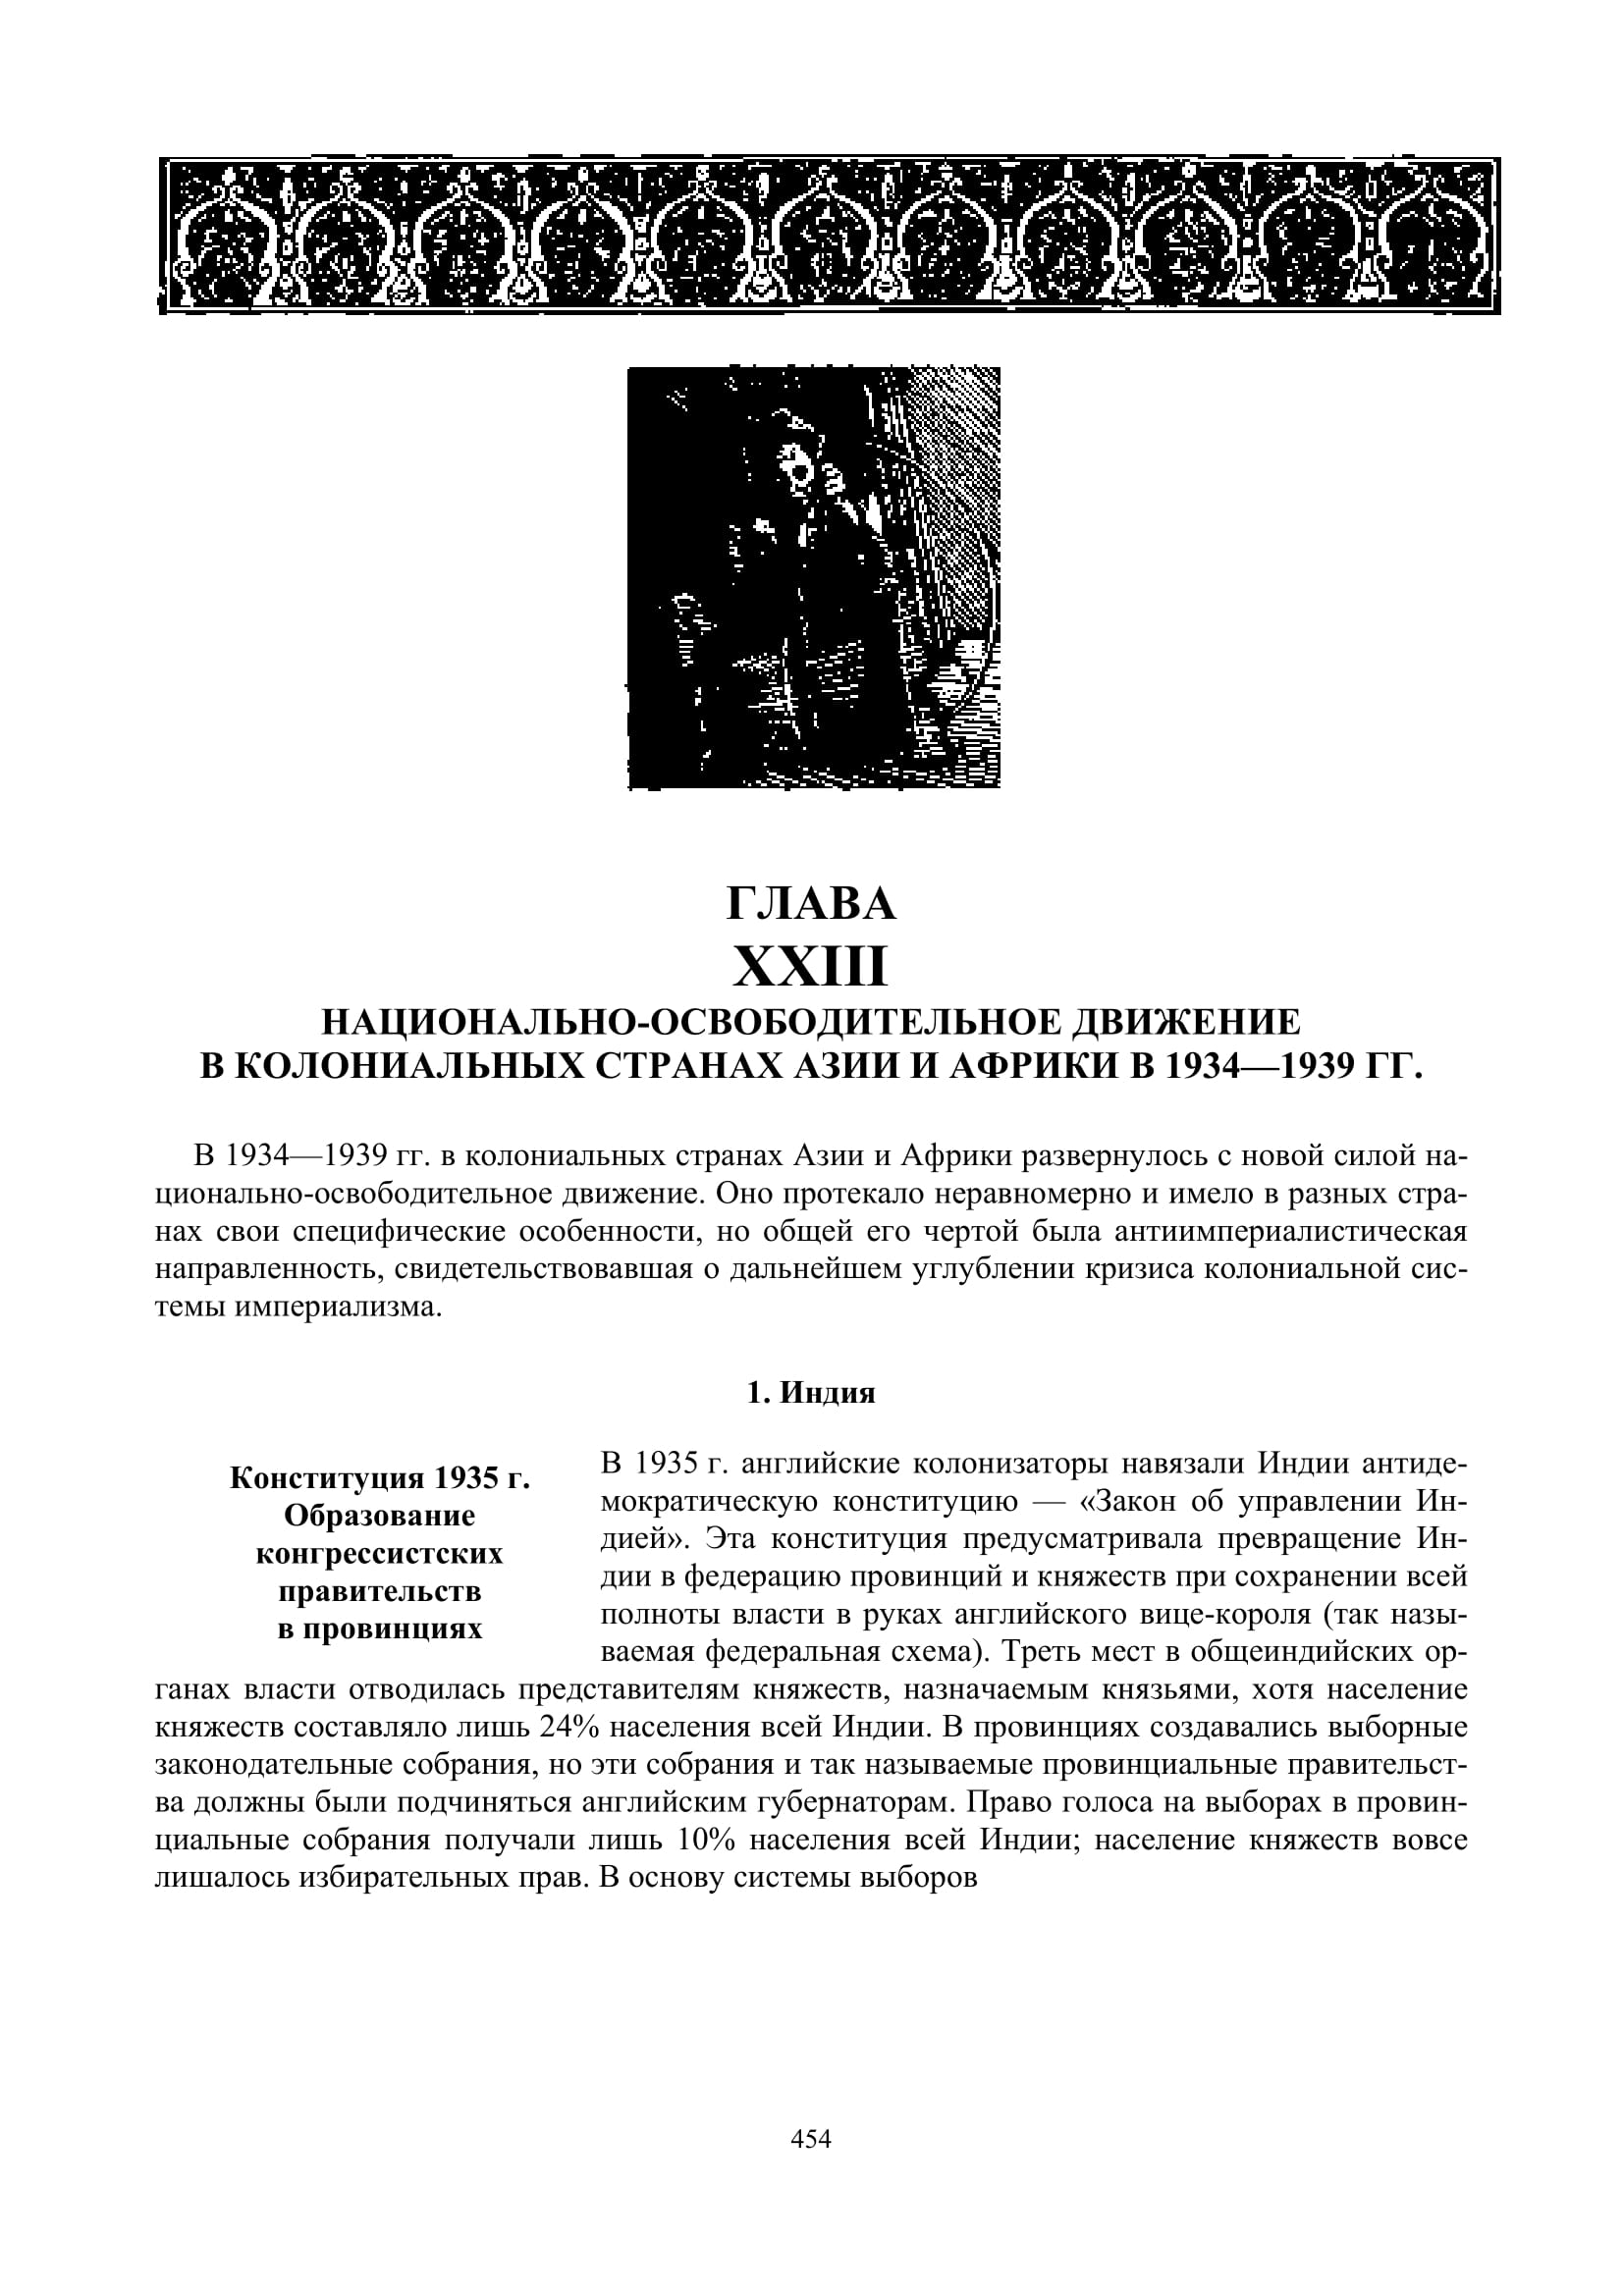 ГЛАВА
XXIII
НАЦИОНАЛЬНО-ОСВОБОДИТЕЛЬНОЕ ДВИЖЕНИЕ
В КОЛОНИАЛЬНЫХ СТРАНАХ АЗИИ И АФРИКИ В 1934—1939 ГГ.
В 1934—1939 гг. в колониальных странах Азии и Африки развернулось с новой силой на-
ционально-освободительное движение. Оно протекало неравномерно и имело в разных стра-
нах свои специфические особенности, но общей его чертой была антиимпериалистическая
направленность, свидетельствовавшая о дальнейшем углублении кризиса колониальной сис-
темы империализма.
1. Индия
Конституция 1935 г.
Образование
конгрессистских
правительств
в провинциях
В 1935 г. английские колонизаторы навязали Индии антиде-
мократическую конституцию — «Закон об управлении Ин-
дией». Эта конституция предусматривала превращение Ин-
дии в федерацию провинций и княжеств при сохранении всей
полноты власти в руках английского вице-короля (так назы-
ваемая федеральная схема). Треть мест в общеиндийских ор-
ганах власти отводилась представителям княжеств, назначаемым князьями, хотя население
княжеств составляло лишь 24% населения всей Индии. В провинциях создавались выборные
законодательные собрания, но эти собрания и так называемые провинциальные правительст-
ва должны были подчиняться английским губернаторам. Право голоса на выборах в провин-
циальные собрания получали лишь 10% населения всей Индии; население княжеств вовсе
лишалось избирательных прав. В основу системы выборов
454